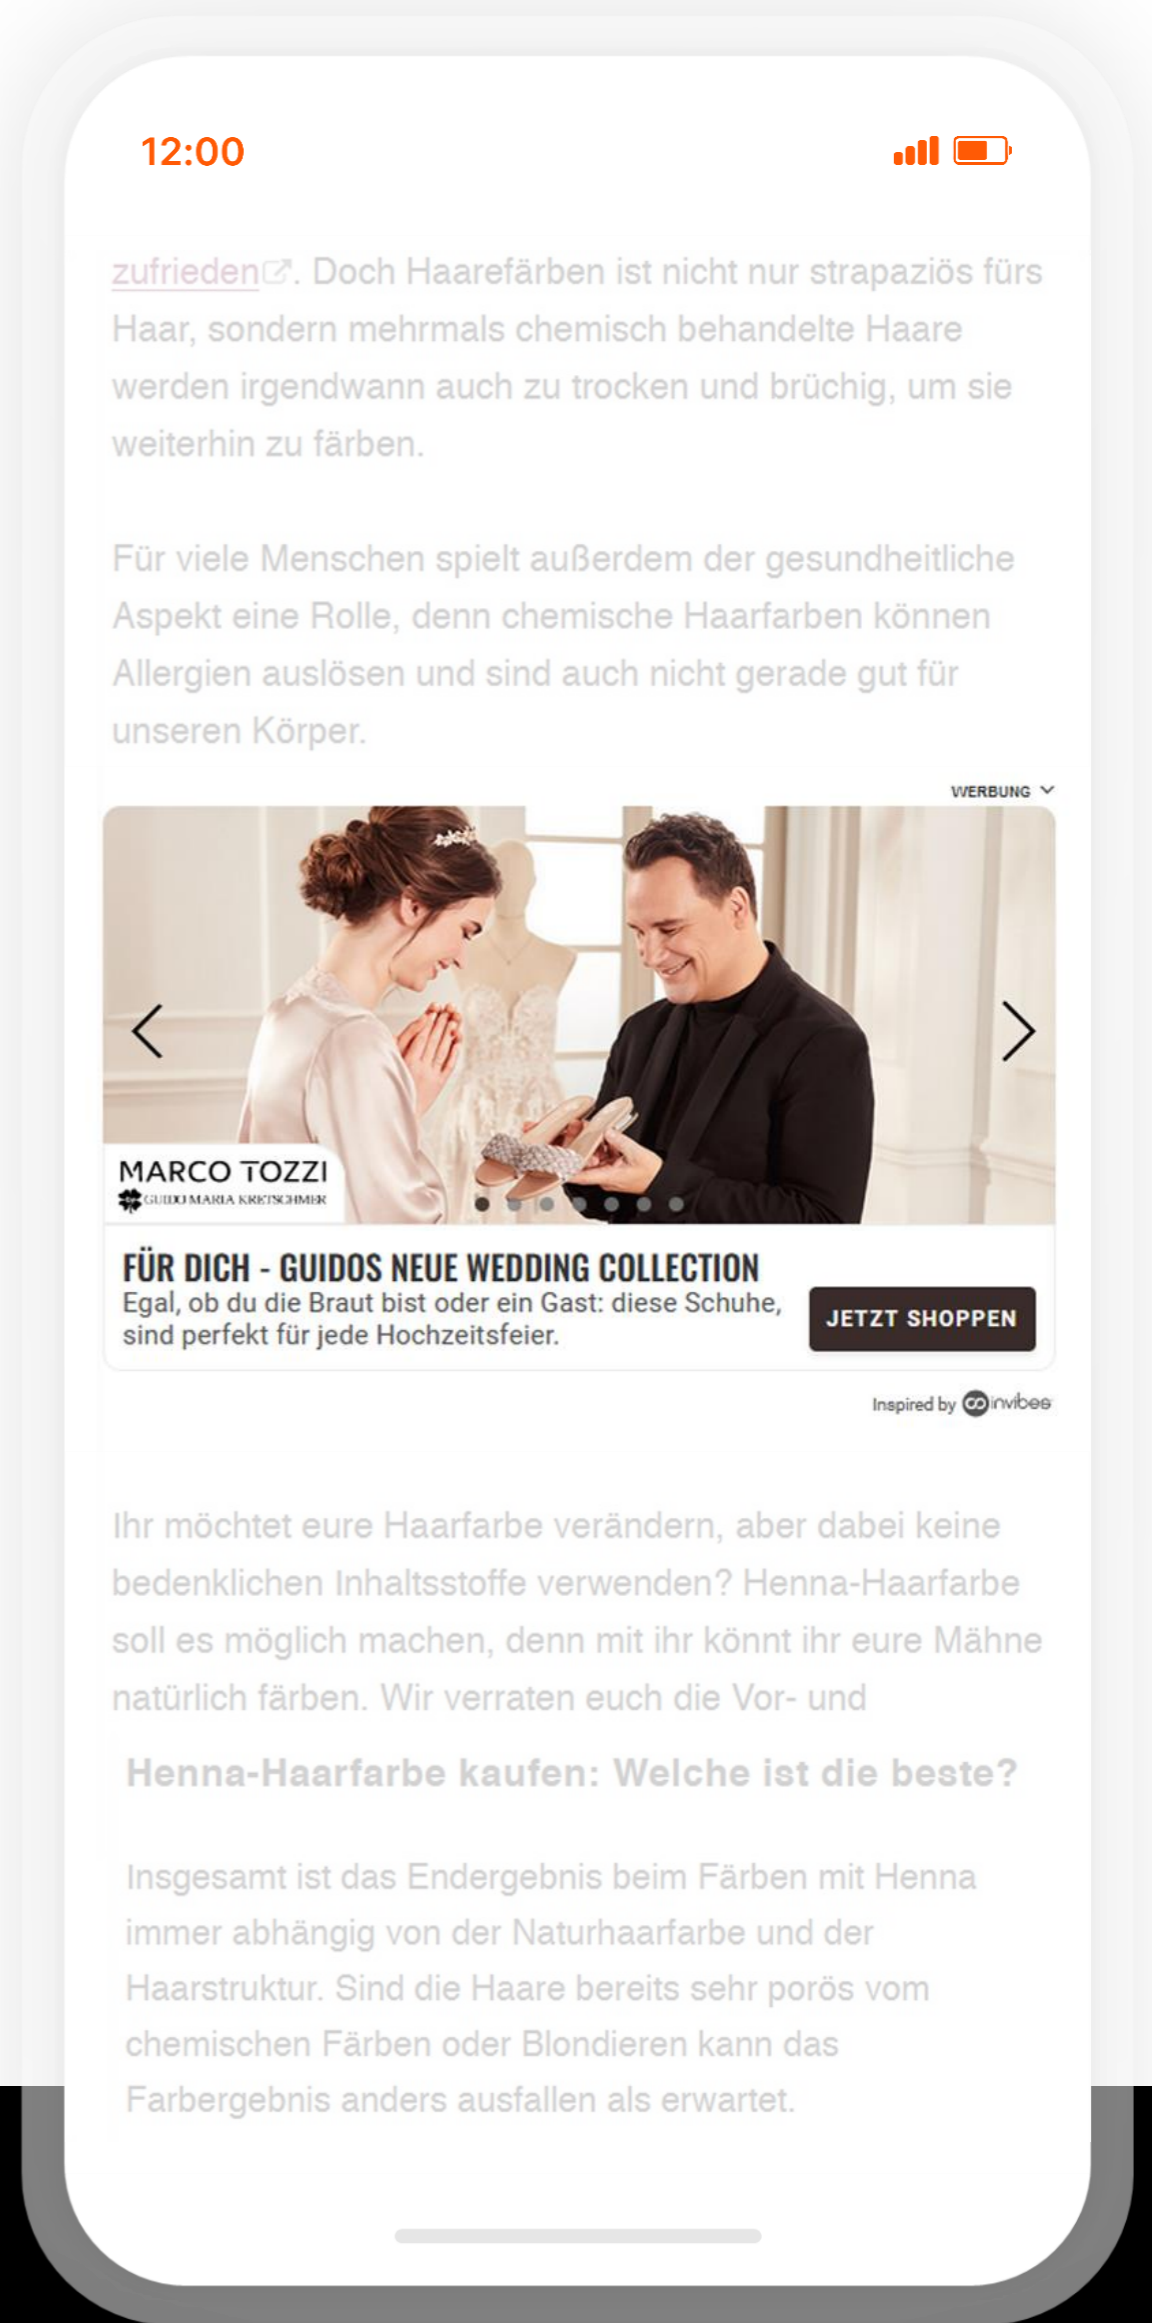 12:00
zufrieden. Doch Haarefärben ist nicht nur strapaziös fürs
Haar, sondern mehrmals chemisch behandelte Haare
werden irgendwann auch zu trocken und brüchig, um sie
weiterhin zu färben.
Für viele Menschen spielt außerdem der gesundheitliche
Aspekt eine Rolle, denn chemische Haarfarben können
Allergien auslösen und sind auch nicht gerade gut für
unseren Körper.
WERBUNG
MARCO TOZZI
GUIDO MARIA KRETSCHMER
FÜR DICH - GUIDOS NEUE WEDDING COLLECTION
Egal, ob du die Braut bist oder ein Gast: diese Schuhe,
sind perfekt für jede Hochzeitsfeier.
JETZT SHOPPEN
Inspired by invibes
Ihr möchtet eure Haarfarbe verändern, aber dabei keine
bedenklichen Inhaltsstoffe verwenden? Henna-Haarfarbe
soll es möglich machen, denn mit ihr könnt ihr eure Mähne
natürlich färben. Wir verraten euch die Vor- und
Henna-Haarfarbe kaufen: Welche ist die beste?
Insgesamt ist das Endergebnis beim Färben mit Henna
immer abhängig von der Naturhaarfarbe und der
Haarstruktur. Sind die Haare bereits sehr porös vom
chemischen Färben oder Blondieren kann das
Farbergebnis anders ausfallen als erwartet.